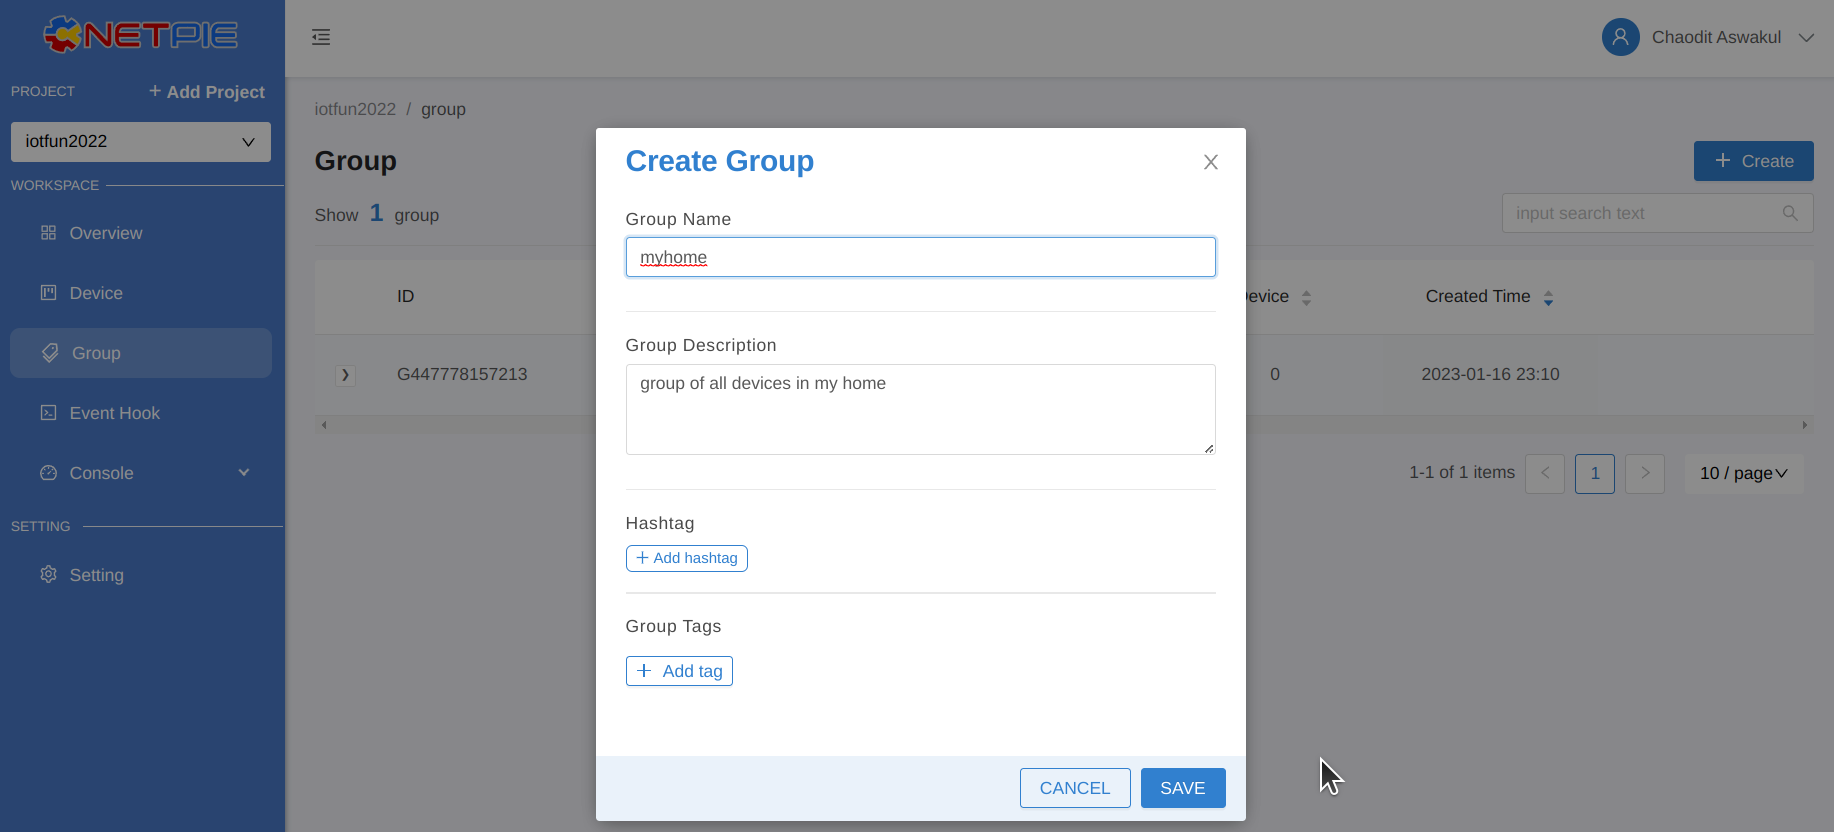 NETPIE
PROJECT
+ Add Project
iotfun2022
WORKSPACE
Overview
Device
Group
Event Hook
Console
SETTING
Setting
Chaodit Aswakul
iotfun2022 / group
Group
+ Create
Show 1 group
input search text
ID
Created Time
G447778157213
0
2023-01-16 23:10
1-1 of 1 items
1
10 / page
Create Group
Group Name
myhome
Group Description
group of all devices in my home
Hashtag
+ Add hashtag
Group Tags
+ Add tag
CANCEL
SAVE